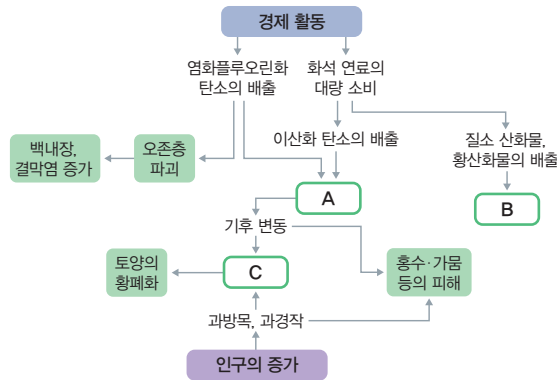 경제 활동
염화플루오린화
탄소의 배출
화석 연료의
대량 소비
백내장,
결막염 증가
오존층
파괴
이산화 탄소의 배출
질소 산화물,
황산화물의 배출
A
B
기후 변동
토양의
황폐화
C
홍수·가뭄
등의 피해
과방목, 과경작
인구의 증가